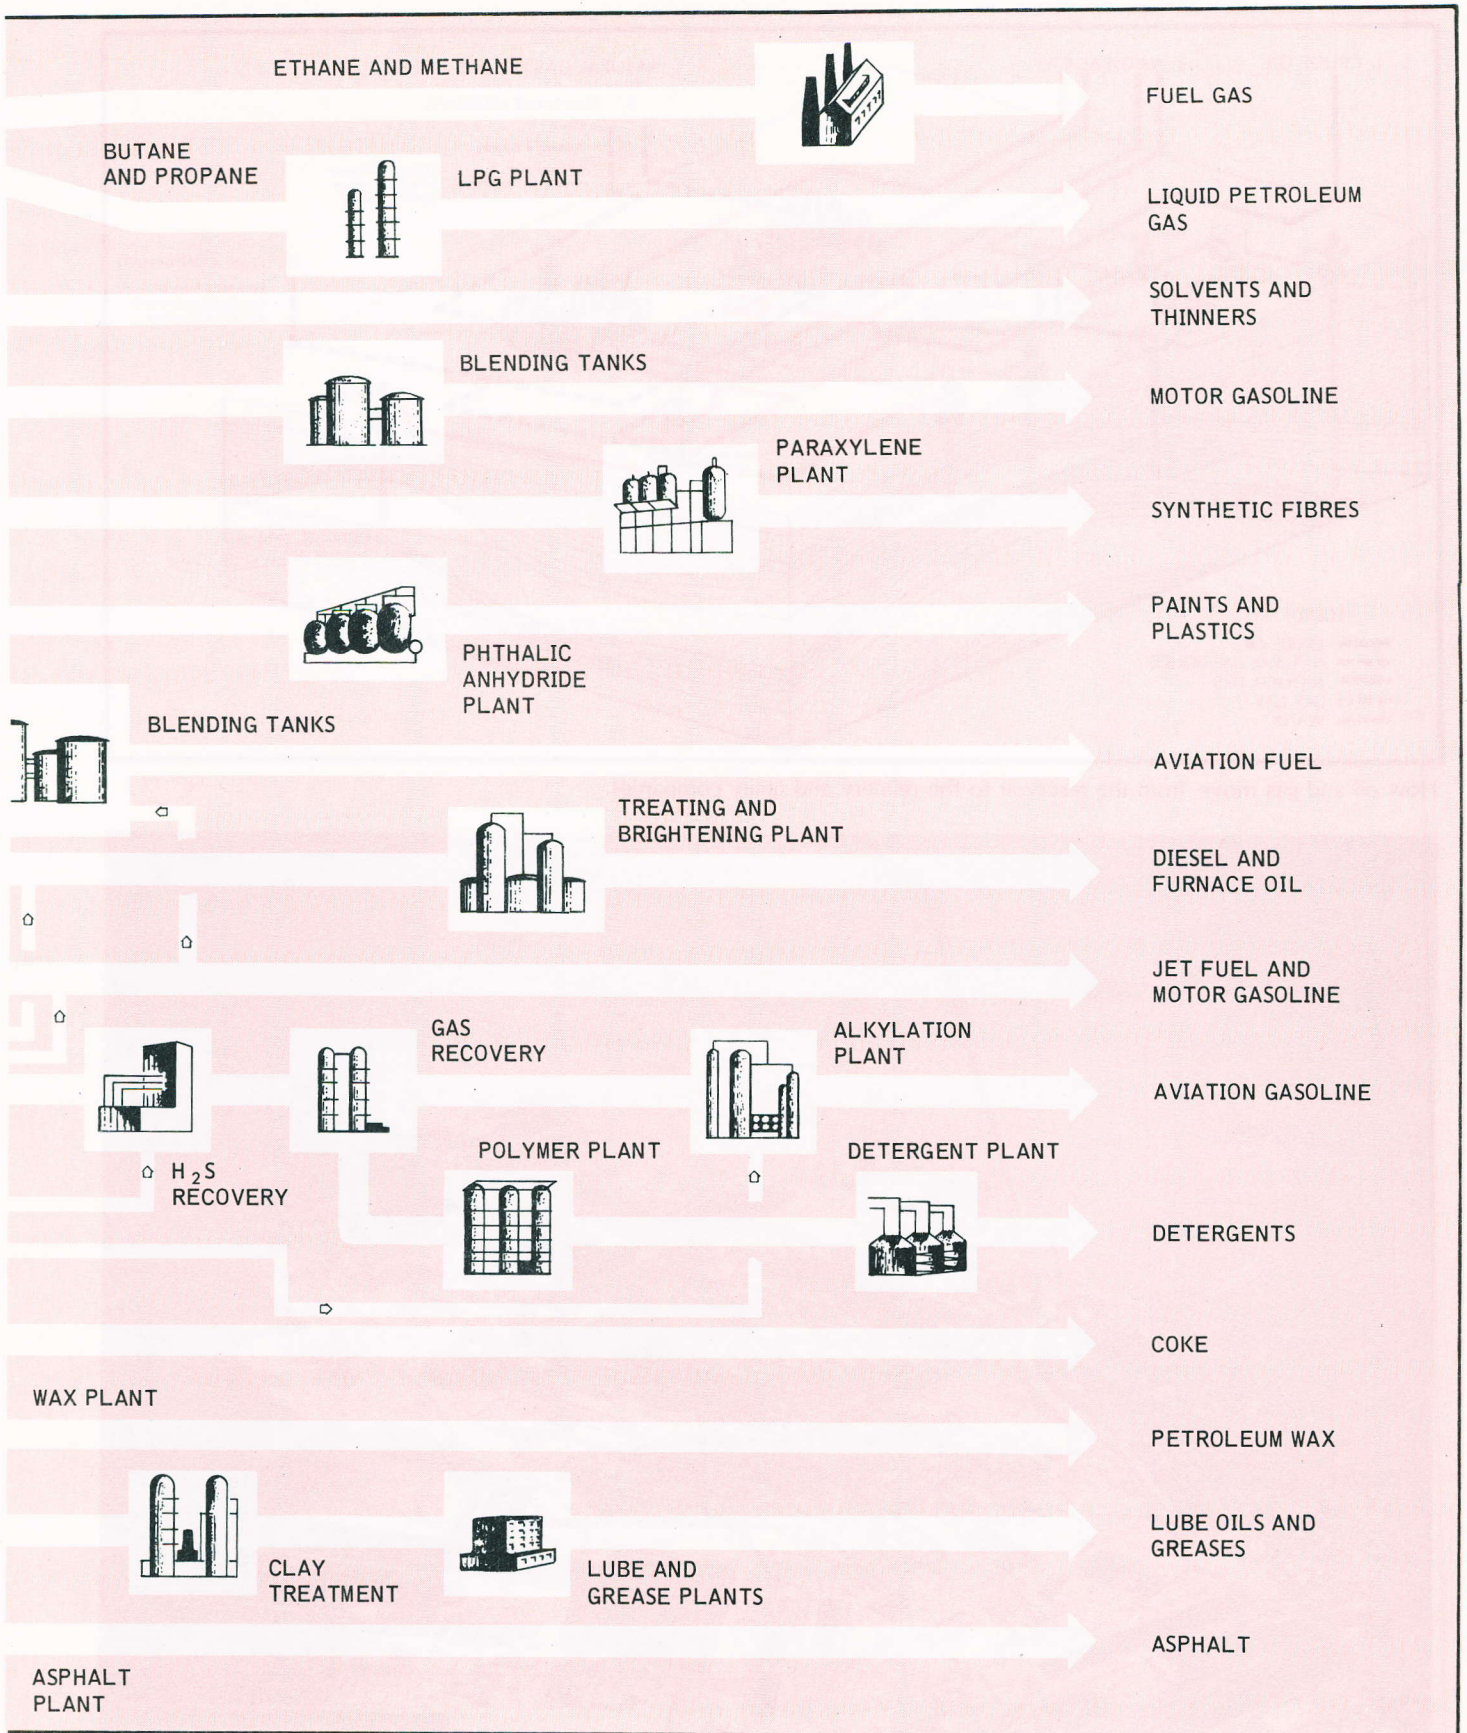 ETHANE AND METHANE
FUEL GAS
BUTANE
AND PROPANE
LPG PLANT
LIQUID PETROLEUM
GAS
SOLVENTS AND
THINNERS
BLENDING TANKS
MOTOR GASOLINE
PARAXYLENE
PLANT
SYNTHETIC FIBRES
PAINTS AND
PLASTICS
PHTHALIC
ANHYDRIDE
PLANT
BLENDING TANKS
AVIATION FUEL
TREATING AND
BRIGHTENING PLANT
DIESEL AND
FURNACE OIL
JET FUEL AND
MOTOR GASOLINE
GAS
RECOVERY
ALKYLATION
PLANT
AVIATION GASOLINE
H2S
RECOVERY
POLYMER PLANT
DETERGENT PLANT
DETERGENTS
COKE
WAX PLANT
PETROLEUM WAX
CLAY
TREATMENT
LUBE AND
GREASE PLANTS
LUBE OILS AND
GREASES
ASPHALT
ASPHALT
PLANT